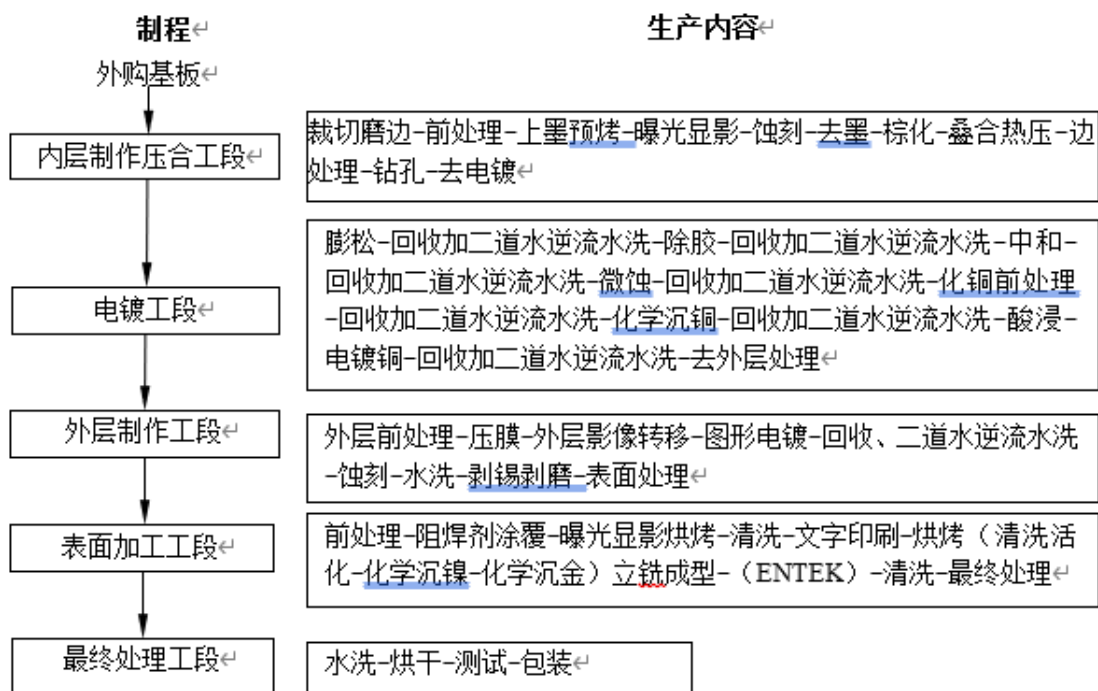 制程 生产内容
外购基板
内层制作压合工段
裁切磨边-前处理-上墨预烤-曝光显影-蚀刻-去墨-棕化-叠合热压-边
处理-钻孔-去电镀
电镀工段
膨松-回收加二道水逆流水洗-除胶-回收加二道水逆流水洗-中和-
回收加二道水逆流水洗-微蚀-回收加二道水逆流水洗-化铜前处理
-回收加二道水逆流水洗-化学沉铜-回收加二道水逆流水洗-酸浸-
电镀铜-回收加二道水逆流水洗-去外层处理
外层制作工段
外层前处理-压膜-外层影像转移-图形电镀-回收、二道水逆流水洗
-蚀刻-水洗-剥锡剥磨-表面处理
表面加工工段
前处理-阻焊剂涂覆-曝光显影烘烤-清洗-文字印刷-烘烤（清洗活
化-化学沉镍-化学沉金）立铣成型-（ENTEK）-清洗-最终处理
最终处理工段
水洗-烘干-测试-包装